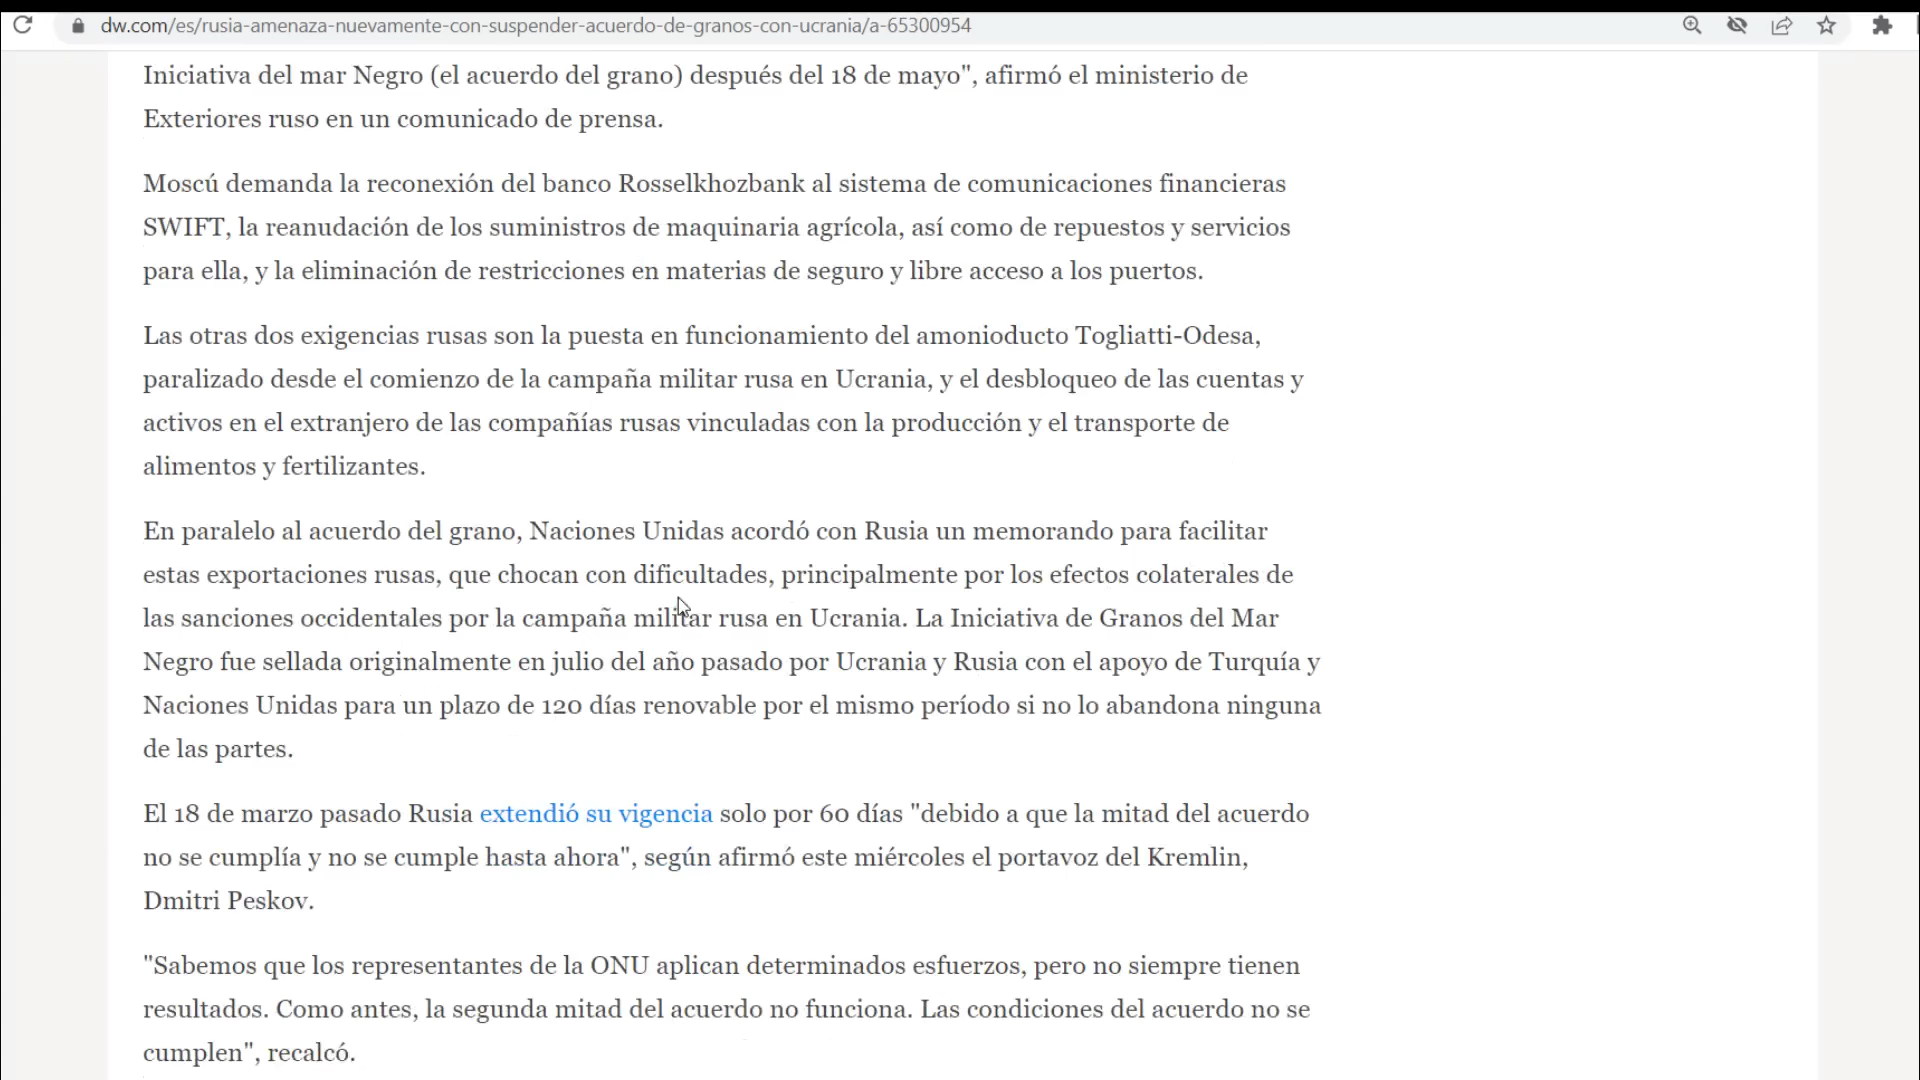 dw.com/es/rusia-amenaza-nuevamente-con-suspender-acuerdo-de-granos-con-ucrania/a-65300954
Iniciativa del mar Negro (el acuerdo del grano) después del 18 de mayo", afirmó el ministerio de
Exteriores ruso en un comunicado de prensa.
Moscú demanda la reconexión del banco Rosselkhozbank al sistema de comunicaciones financieras
SWIFT, la reanudación de los suministros de maquinaria agrícola, así como de repuestos y servicios
para ella, y la eliminación de restricciones en materias de seguro y libre acceso a los puertos.
Las otras dos exigencias rusas son la puesta en funcionamiento del amonioducto Togliatti-Odesa,
paralizado desde el comienzo de la campaña militar rusa en Ucrania, y el desbloqueo de las cuentas y
activos en el extranjero de las compañías rusas vinculadas con la producción y el transporte de
alimentos y fertilizantes.
En paralelo al acuerdo del grano, Naciones Unidas acordó con Rusia un memorando para facilitar
estas exportaciones rusas, que chocan con dificultades, principalmente por los efectos colaterales de
las sanciones occidentales por la campaña militar rusa en Ucrania. La Iniciativa de Granos del Mar
Negro fue sellada originalmente en julio del año pasado por Ucrania y Rusia con el apoyo de Turquía y
Naciones Unidas para un plazo de 120 días renovable por el mismo período si no lo abandona ninguna
de las partes.
El 18 de marzo pasado Rusia extendió su vigencia solo por 60 días "debido a que la mitad del acuerdo
no se cumplía y no se cumple hasta ahora", según afirmó este miércoles el portavoz del Kremlin,
Dmitri Peskov.
"Sabemos que los representantes de la ONU aplican determinados esfuerzos, pero no siempre tienen
resultados. Como antes, la segunda mitad del acuerdo no funciona. Las condiciones del acuerdo no se
cumplen", recalcó.